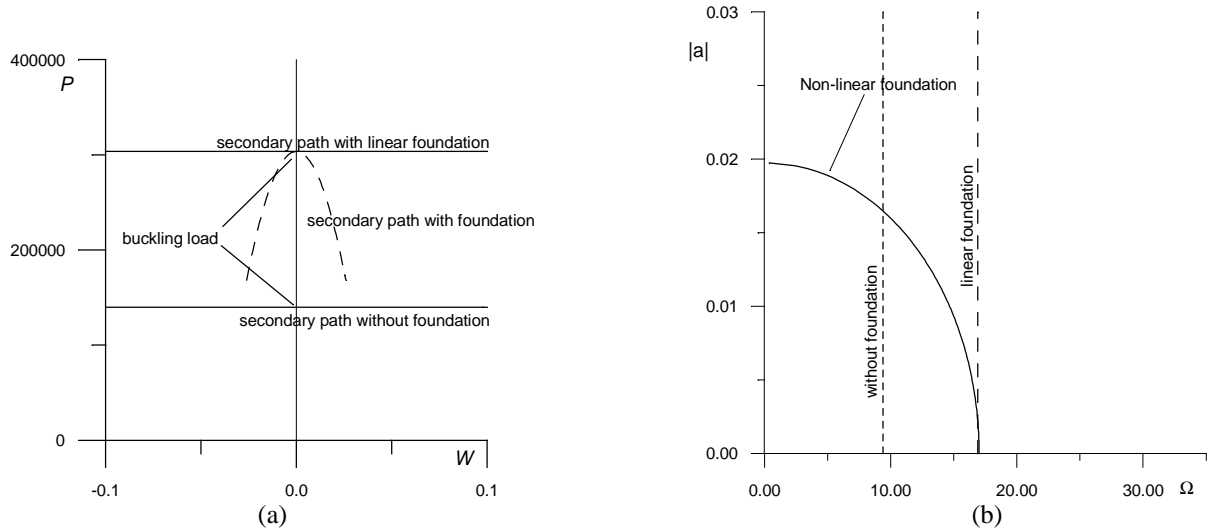 400000
P
secondary path with linear foundation
secondary path with foundation
200000
buckling load
secondary path without foundation
0
W
-0.1
0.0
0.1
(a)
0.03
|a|
Non-linear foundation
0.02
linear foundation
without foundation
0.01
0.00
0.00
10.00
20.00
30.00
Ω
(b)